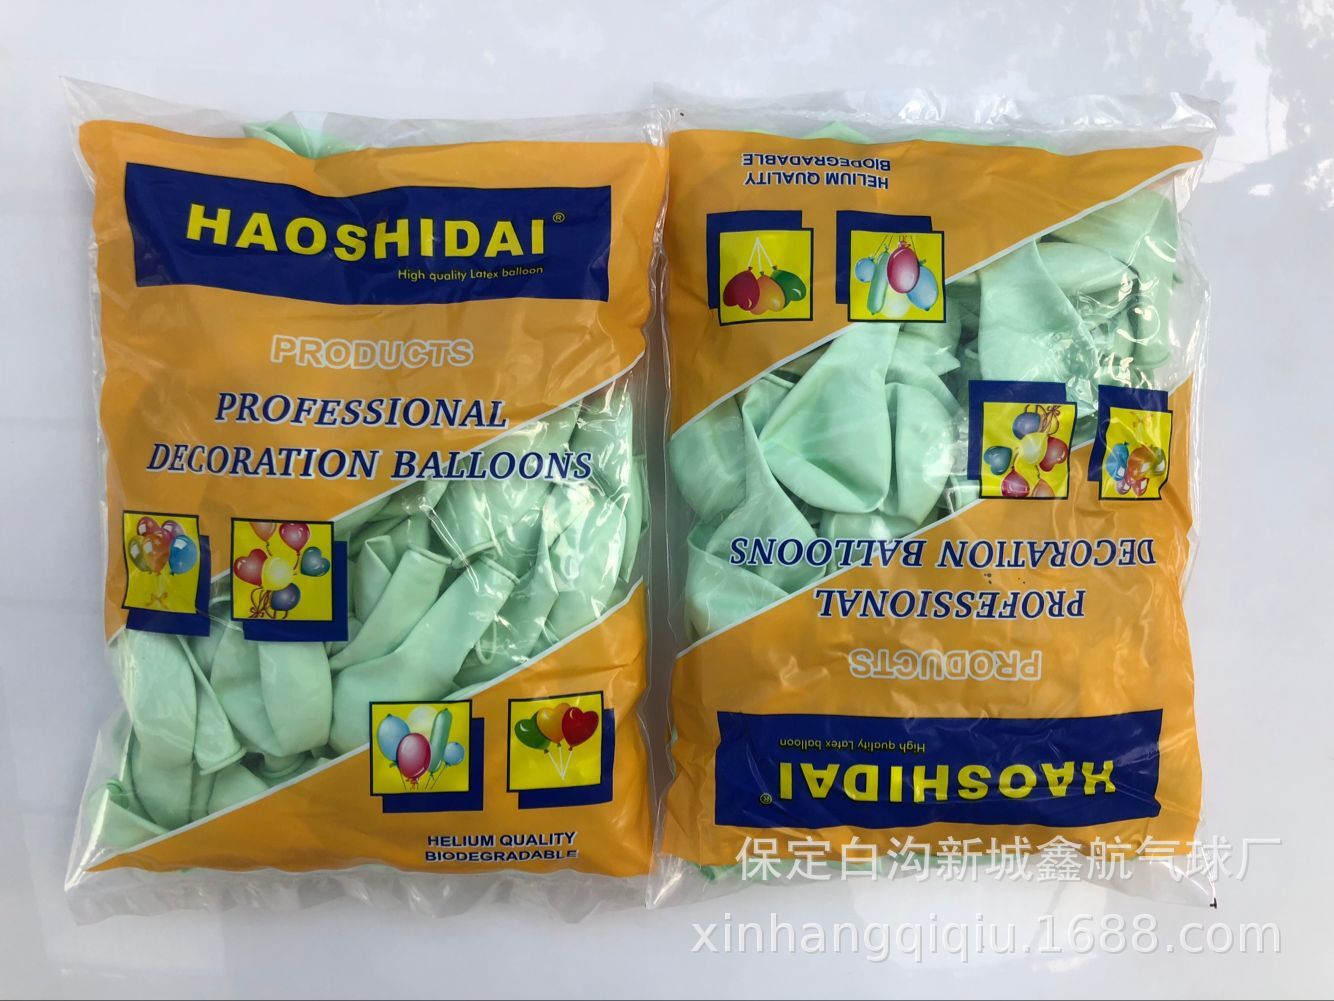 HAOSHIDAI®
High quality Latex balloon
PRODUCTS
PROFESSIONAL
DECORATION BALLOONS
HELIUM QUALITY
BIODEGRADABLE
HELIUM QUALITY
BIODEGRADABLE
DECORATION BALLOONS
PROFESSIONAL
PRODUCTS
High quality Latex balloon
HAOSHIDAI®
保定白沟新城鑫航气球厂
xinhangqiqiu.1688.com